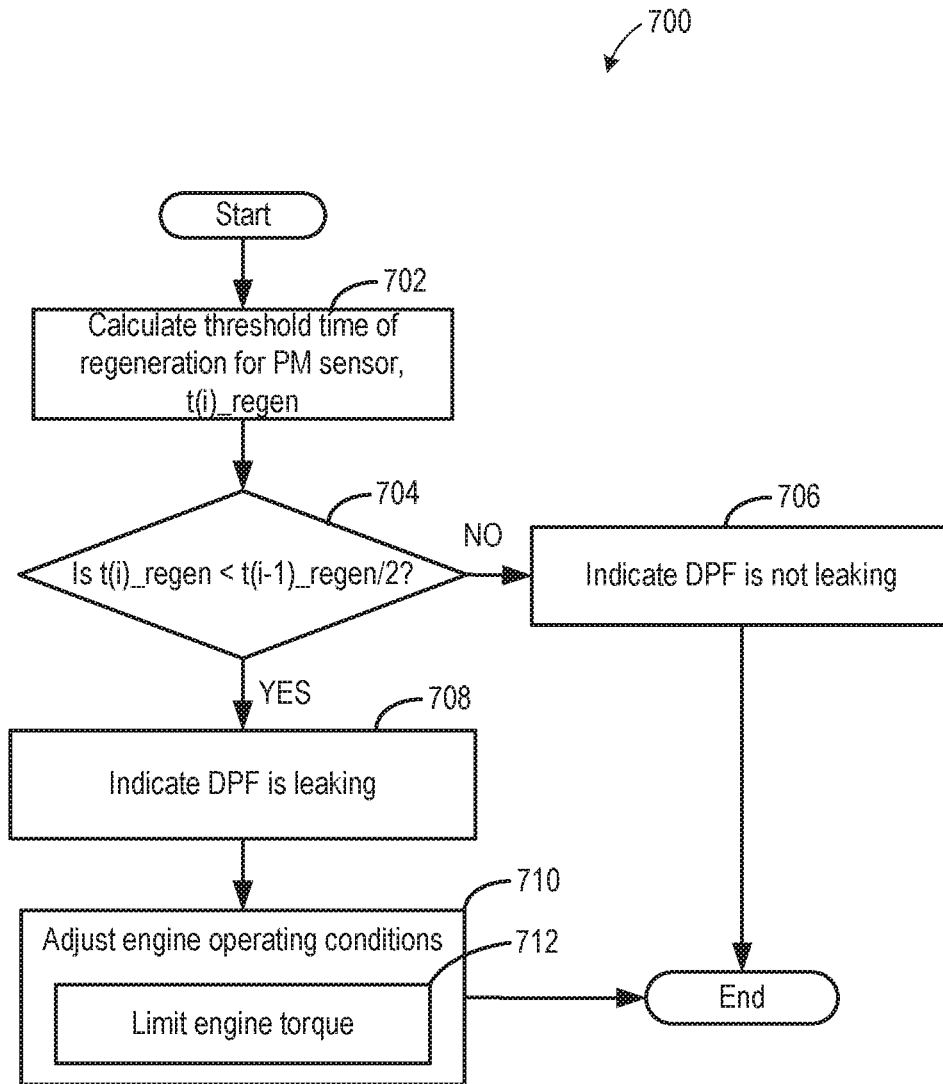 700
Start
702
Calculate threshold time of
regeneration for PM sensor,
t(i)_regen
704
Is t(i)_regen < t(i-1)_regen/2?
NO
706
Indicate DPF is not leaking
YES
708
Indicate DPF is leaking
710
Adjust engine operating conditions
712
Limit engine torque
End